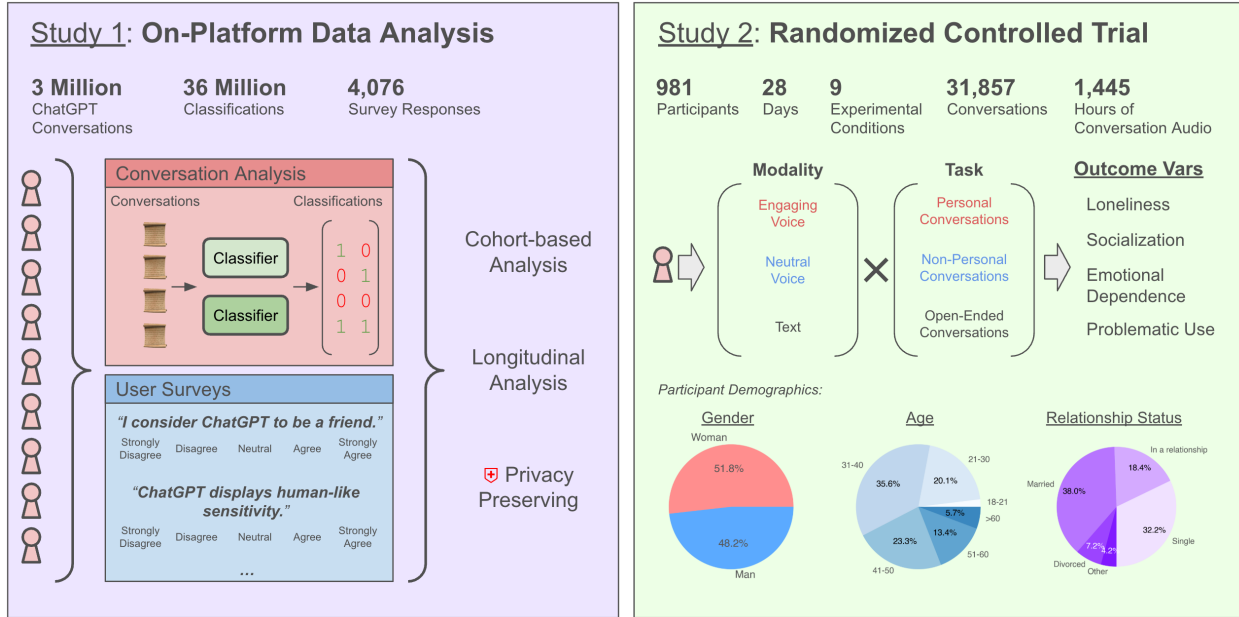 Study 1: On-Platform Data Analysis
3 Million
ChatGPT
Conversations
36 Million
Classifications
4,076
Survey Responses
Conversation Analysis
Conversations
Classifications
Classifier
Classifier
1 0
0 1
0 0
1 1
User Surveys
“I consider ChatGPT to be a friend.”
Strongly
Disagree
Disagree
Neutral
Agree
Strongly
Agree
“ChatGPT displays human-like
sensitivity.”
Strongly
Disagree
Disagree
Neutral
Agree
Strongly
Agree
...
Cohort-based
Analysis
Longitudinal
Analysis
Privacy
Preserving
Study 2: Randomized Controlled Trial
981
Participants
28
Days
9
Experimental
Conditions
31,857
Conversations
1,445
Hours of
Conversation Audio
Modality
Engaging
Voice
Neutral
Voice
Text
Task
Personal
Conversations
Non-Personal
Conversations
Open-Ended
Conversations
Outcome Vars
Loneliness
Socialization
Emotional
Dependence
Problematic Use
Participant Demographics:
Gender
Woman
51.8%
48.2%
Man
Age
31-40
21-30
35.6%
20.1%
18-21
5.7%
>60
13.4%
23.3%
51-60
41-50
Relationship Status
In a relationship
18.4%
Married
38.0%
32.2%
Single
7.2%
4.2%
Divorced
Other